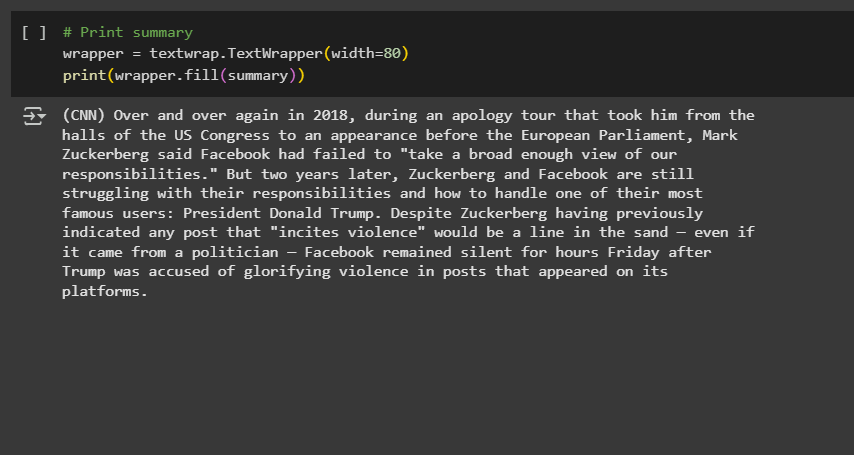 [ ] # Print summary
wrapper = textwrap.TextWrapper(width=80)
print(wrapper.fill(summary))
(CNN) Over and over again in 2018, during an apology tour that took him from the
halls of the US Congress to an appearance before the European Parliament, Mark
Zuckerberg said Facebook had failed to "take a broad enough view of our
responsibilities." But two years later, Zuckerberg and Facebook are still
struggling with their responsibilities and how to handle one of their most
famous users: President Donald Trump. Despite Zuckerberg having previously
indicated any post that "incites violence" would be a line in the sand — even if
it came from a politician — Facebook remained silent for hours Friday after
Trump was accused of glorifying violence in posts that appeared on its
platforms.